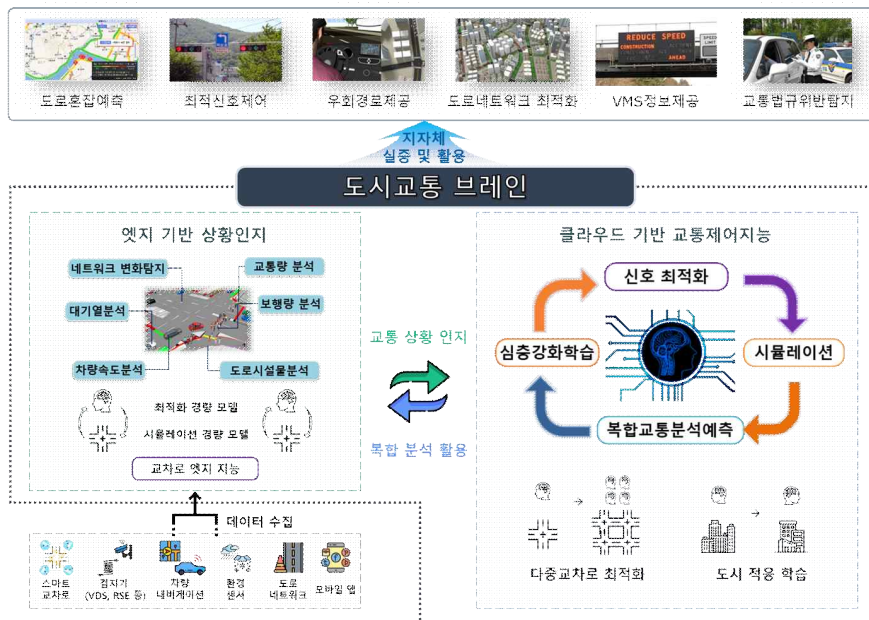 도로혼잡예측
최적신호제어
우회경로제공
도로네트워크 최적화
REDUCE SPEED
CONSTRUCTION
AHEAD
SPEED
LIMIT
VMS정보제공
교통법규위반탐지
지자체
실증 및 활용
도시교통 브레인
엣지 기반 상황인지
네트워크 변화탐지
교통량 분석
대기열분석
보행량 분석
차량속도분석
도로시설물분석
최적화 경량 모델
시뮬레이션 경량 모델
교차로 엣지 지능
교통 상황 인지
복합 분석 활용
클라우드 기반 교통제어지능
신호 최적화
심층강화학습
시뮬레이션
복합교통분석예측
다중교차로 최적화
도시 적응 학습
데이터 수집
스마트
교차로
검지기
(VDS, RSE 등)
차량
내비게이션
환경
센서
도로
네트워크
모바일 앱